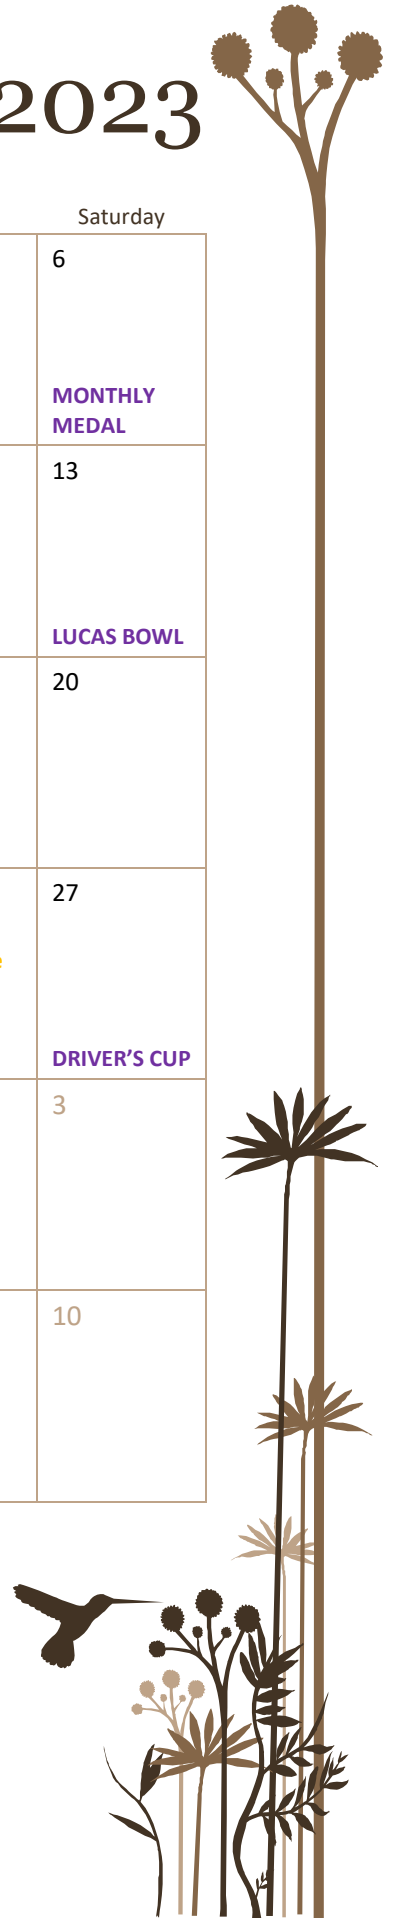 2023
Saturday
6
MONTHLY
MEDAL
13
LUCAS BOWL
20
27
e
DRIVER’S CUP
3
10